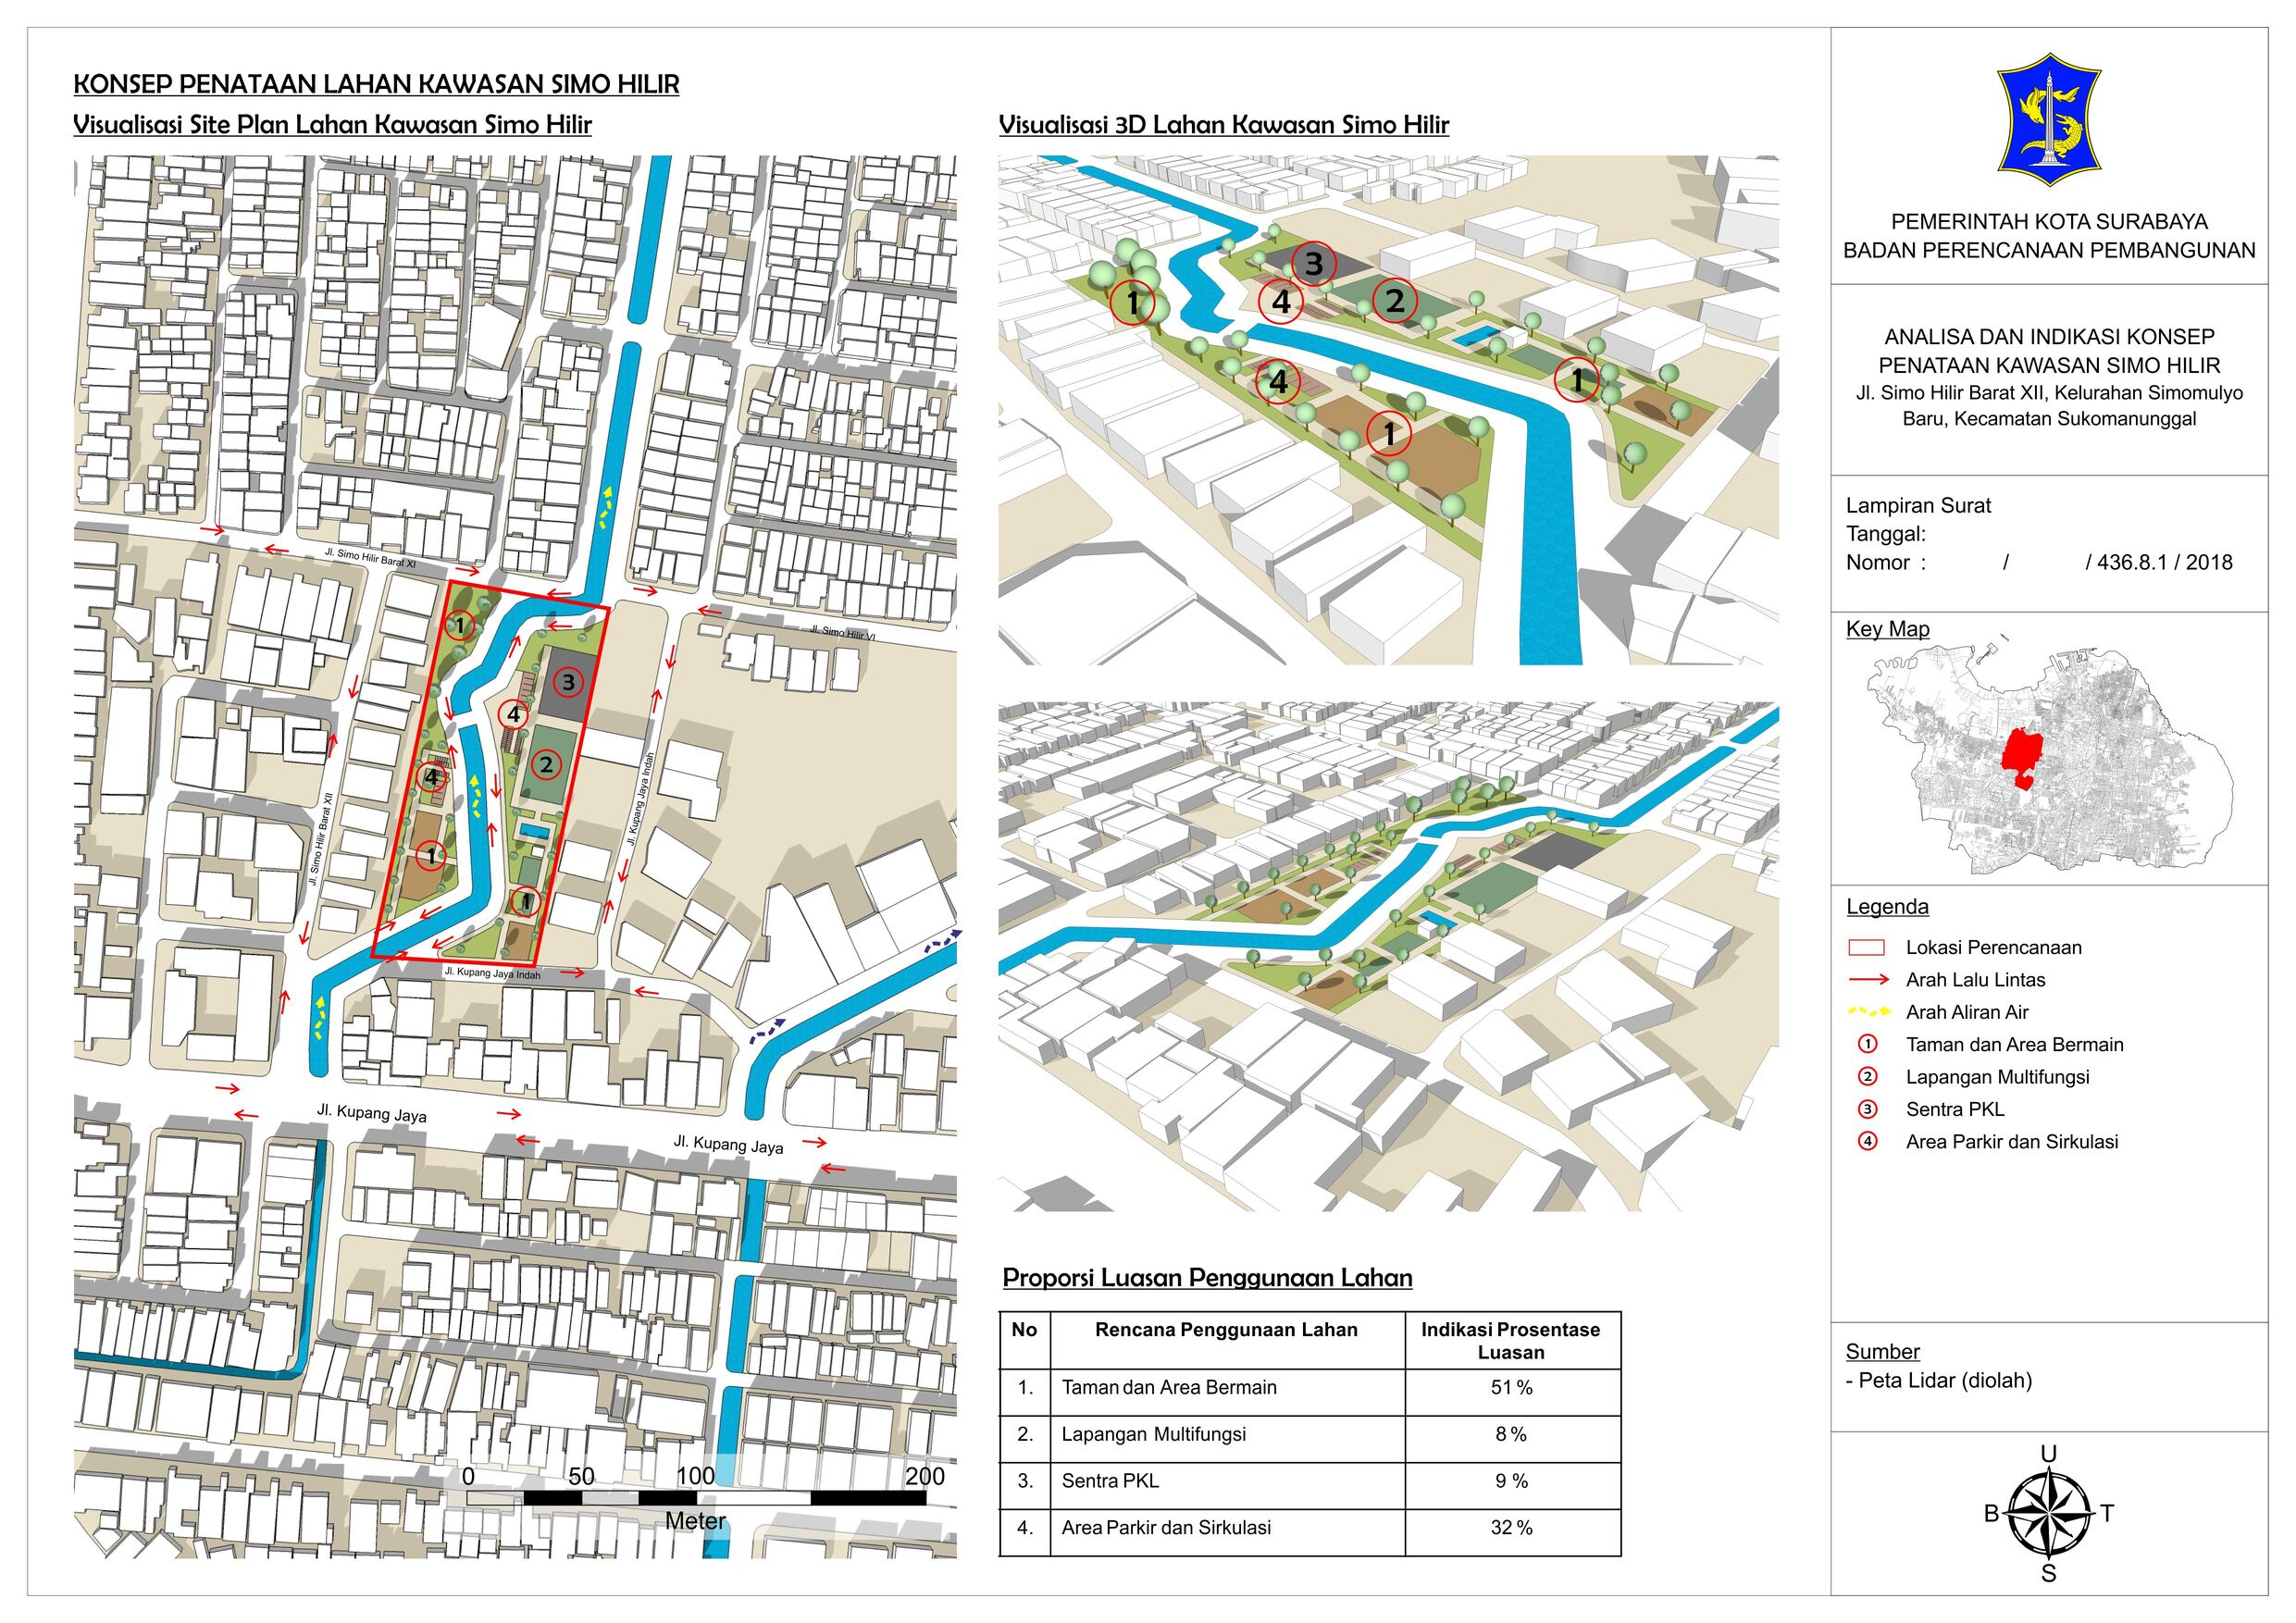 KONSEP PENATAAN LAHAN KAWASAN SIMO HILIR
Visualisasi Site Plan Lahan Kawasan Simo Hilir
Jl. Simo Hilir Barat XI
Jl. Simo Hilir VI
1
3
4
2
4
1
1
Jl. Simo Hilir Barat XII
Jl. Kupang Jaya Indah
Jl. Kupang Jaya Indah
Jl. Kupang Jaya
Jl. Kupang Jaya
0 50 100 200
Meter
Visualisasi 3D Lahan Kawasan Simo Hilir
3
1
4
2
4
1
1
Proporsi Luasan Penggunaan Lahan
No Rencana Penggunaan Lahan Indikasi Prosentase
Luasan
1. Taman dan Area Bermain 51 %
2. Lapangan Multifungsi 8 %
3. Sentra PKL 9 %
4. Area Parkir dan Sirkulasi 32 %
PEMERINTAH KOTA SURABAYA
BADAN PERENCANAAN PEMBANGUNAN
ANALISA DAN INDIKASI KONSEP
PENATAAN KAWASAN SIMO HILIR
Jl. Simo Hilir Barat XII, Kelurahan Simomulyo
Baru, Kecamatan Sukomanunggal
Lampiran Surat
Tanggal:
Nomor : / / 436.8.1 / 2018
Key Map
Legenda
Lokasi Perencanaan
Arah Lalu Lintas
Arah Aliran Air
1 Taman dan Area Bermain
2 Lapangan Multifungsi
3 Sentra PKL
4 Area Parkir dan Sirkulasi
Sumber
- Peta Lidar (diolah)
U
B T
S